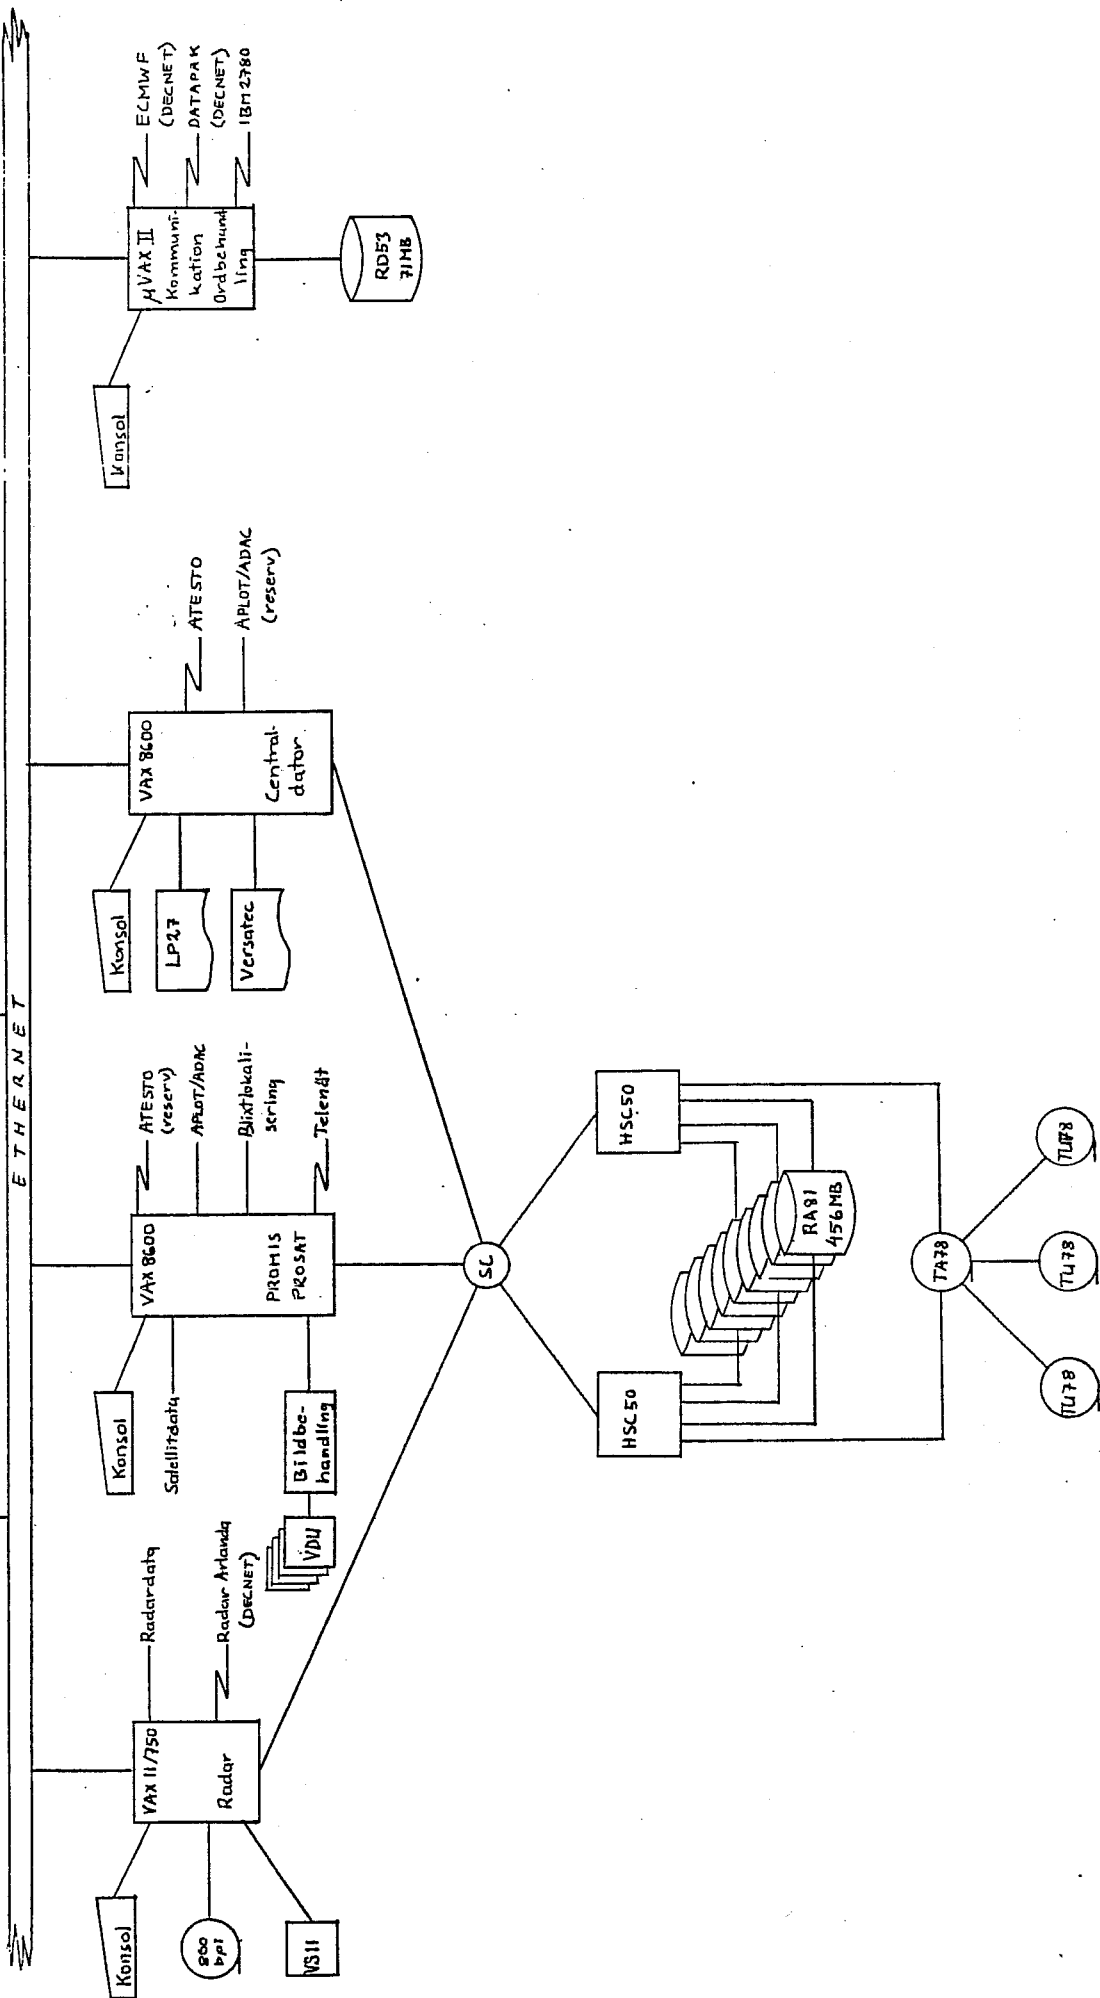 ETHERNET
VAX 11/750
Radar
Konsol
800
bpi
VS11
Radardata
Radar Arlanda
(DECNET)
VAX 8600
PROMIS
PROSAT
Konsol
Satellitdata
Bildbe-
handling
VDU
ATESTO
(reserv)
APLOT/ADAC
Blixtlokali-
sering
Telenät
VAX 8600
Central-
dator
Konsol
LP27
Versatec
ATESTO
APLOT/ADAC
(reserv)
µVAX II
Kommuni-
kation
Ordbehand
ling
Konsol
ECMWF
(DECNET)
DATAPAK
(DECNET)
IBM 2780
RD53
71MB
SC
HSC50
HSC50
RA81
456MB
TA78
TU78
TU78
TU78